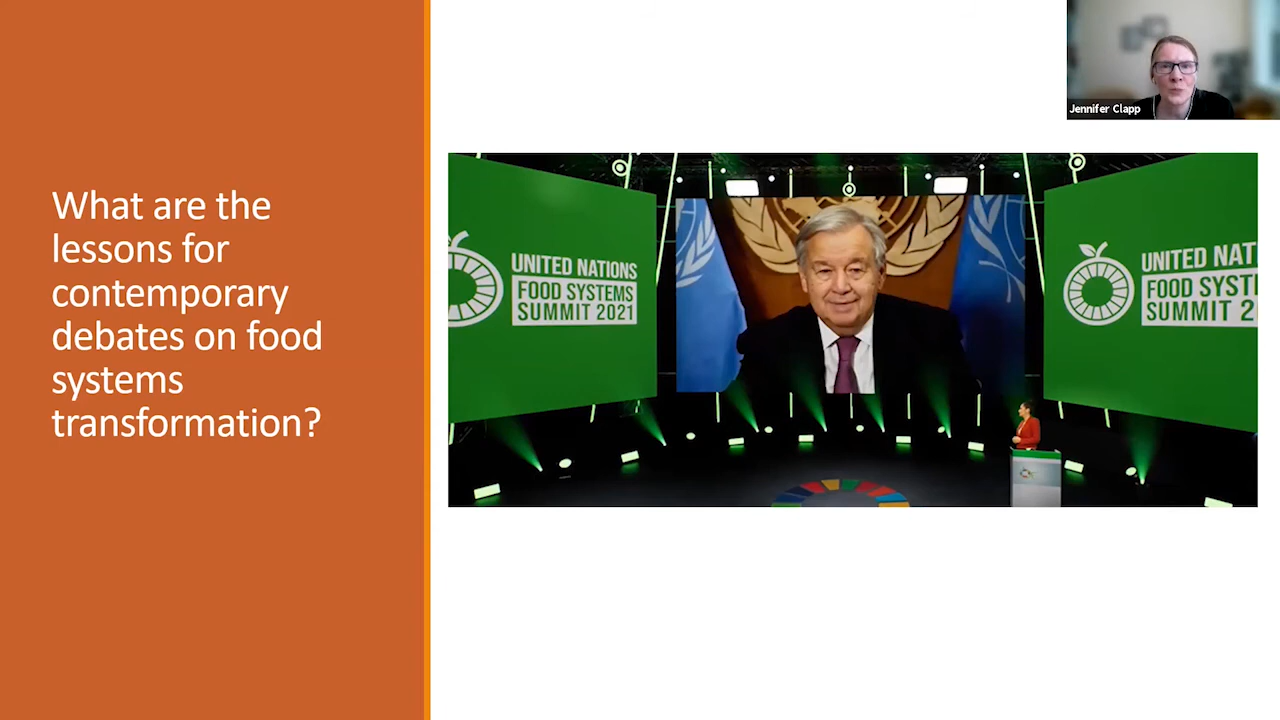 What are the
lessons for
contemporary
debates on food
systems
transformation?
Jennifer Clapp
UNITED NATIONS
FOOD SYSTEMS
SUMMIT 2021
UNITED NAT
FOOD SYST
SUMMIT 2